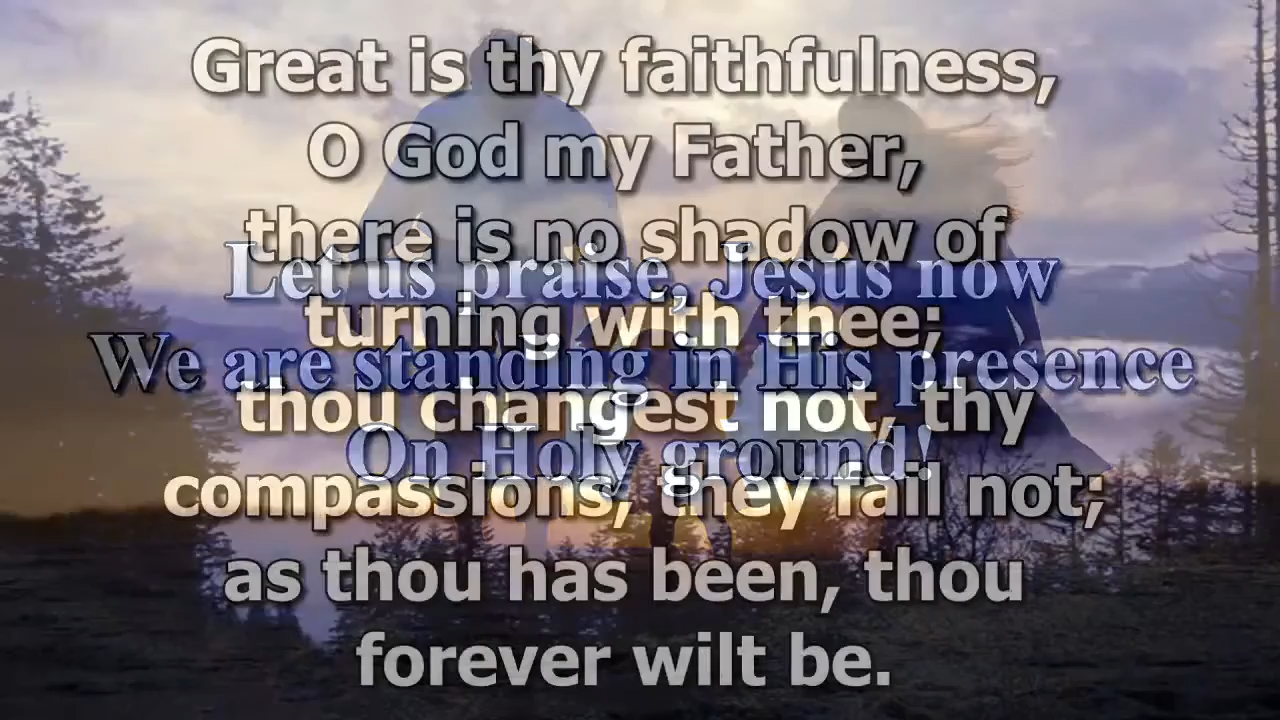 Great is thy faithfulness,
O God my Father,
there is no shadow of
Let us praise, Jesus now
turning with thee;
We are standing in His presence
thou changest not, thy
On Holy ground!
compassions, they fail not;
as thou has been, thou
forever wilt be.